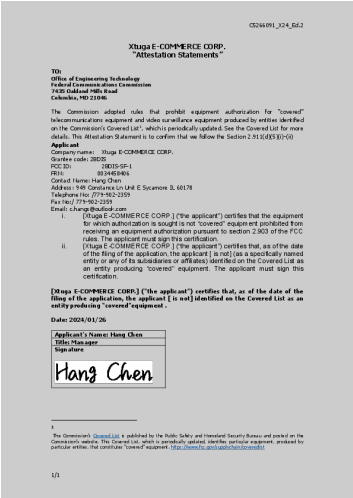 CS266091_X24_Ed.2
Xtuga E-COMMERCE CORP.
"Attestation Statements"
TO:
Office of Engineering Technology
Federal Communications Commission
7435 Oakland Mills Road
Columbia, MD 21046
The Commission adopted rules that prohibit equipment authorization for "covered"
telecommunications equipment and video surveillance equipment produced by entities identified
on the Commission's Covered List¹, which is periodically updated. See the Covered List for more
details. This Attestation Statement is to confirm that we follow the Section 2.911(d)(5)(i)-(ii)
Applicant
Company name: Xtuga E-COMMERCE CORP.
Grantee code: 2BDIS
FCC ID: 2BDIS-SF-1
FRN: 0034450406
Contact Name: Hang Chen
Address: 949 Constance Ln Unit E Sycamore IL 60178
Telephone No: /779-902-2359
Fax No:/ 779-902-2359
Email: c.hangs@outlook.com
i. [Xtuga E-COMMERCE CORP.] ("the applicant") certifies that the equipment
for which authorization is sought is not "covered" equipment prohibited from
receiving an equipment authorization pursuant to section 2.903 of the FCC
rules. The applicant must sign this certification.
ii. [Xtuga E-COMMERCE CORP.] ("the applicant") certifies that, as of the date
of the filing of the application, the applicant [ is not] (as a specifically named
entity or any of its subsidiaries or affiliates) identified on the Covered List as
an entity producing "covered" equipment. The applicant must sign this
certification.
[Xtuga E-COMMERCE CORP.] ("the applicant") certifies that, as of the date of the
filing of the application, the applicant [ is not] identified on the Covered List as an
entity producing "covered"equipment .
Date: 2024/01/26
Applicant's Name: Hang Chen
Title: Manager
Signature
Hang Chen
1
The Commission's Covered List is published by the Public Safety and Homeland Security Bureau and posted on the
Commission's website. This Covered List, which is periodically updated, identifies particular equipment, produced by
particular entities, that constitutes "covered" equipment. https://www.fcc.gov/supplychain/coveredlist
1/1